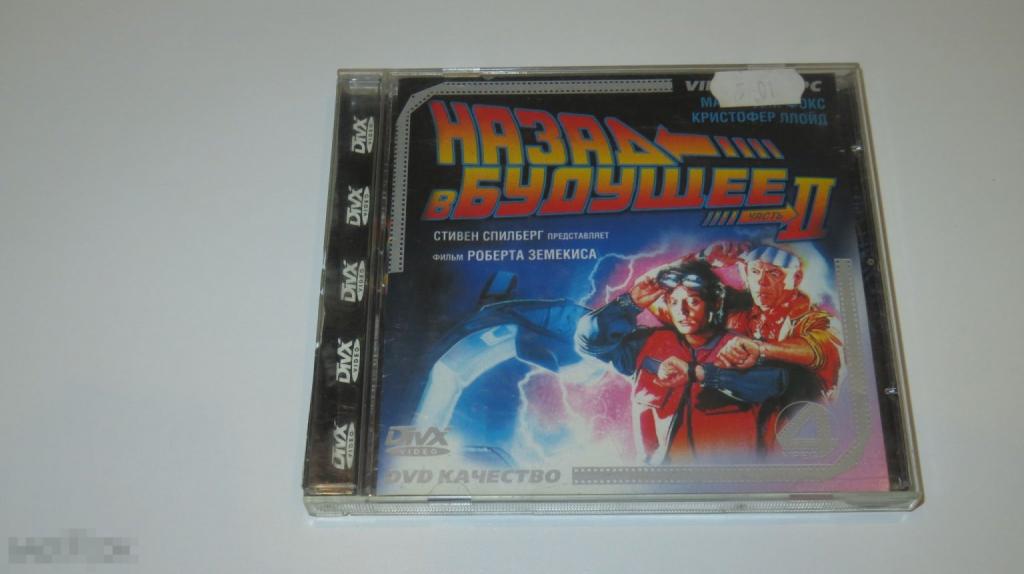 DIVX VIDEO
DIVX VIDEO
DIVX VIDEO
DIVX VIDEO
DIVX VIDEO
КРИСТОФЕР ЛЛОЙД
НАЗАД
В БУДУЩЕЕ
ЧАСТЬ II
СТИВЕН СПИЛБЕРГ ПРЕДСТАВЛЯЕТ
ФИЛЬМ РОБЕРТА ЗЕМЕКИСА
4
DIVX
VIDEO
DVD КАЧЕСТВО